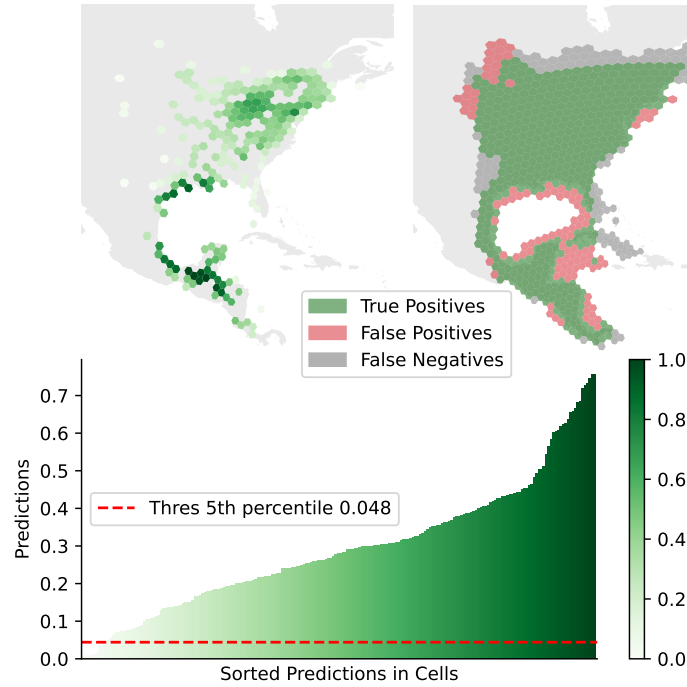 True Positives
False Positives
False Negatives
0.7
0.6
0.5
0.4
0.3
0.2
0.1
0.0
Predictions
Thres 5th percentile 0.048
Sorted Predictions in Cells
1.0
0.8
0.6
0.4
0.2
0.0